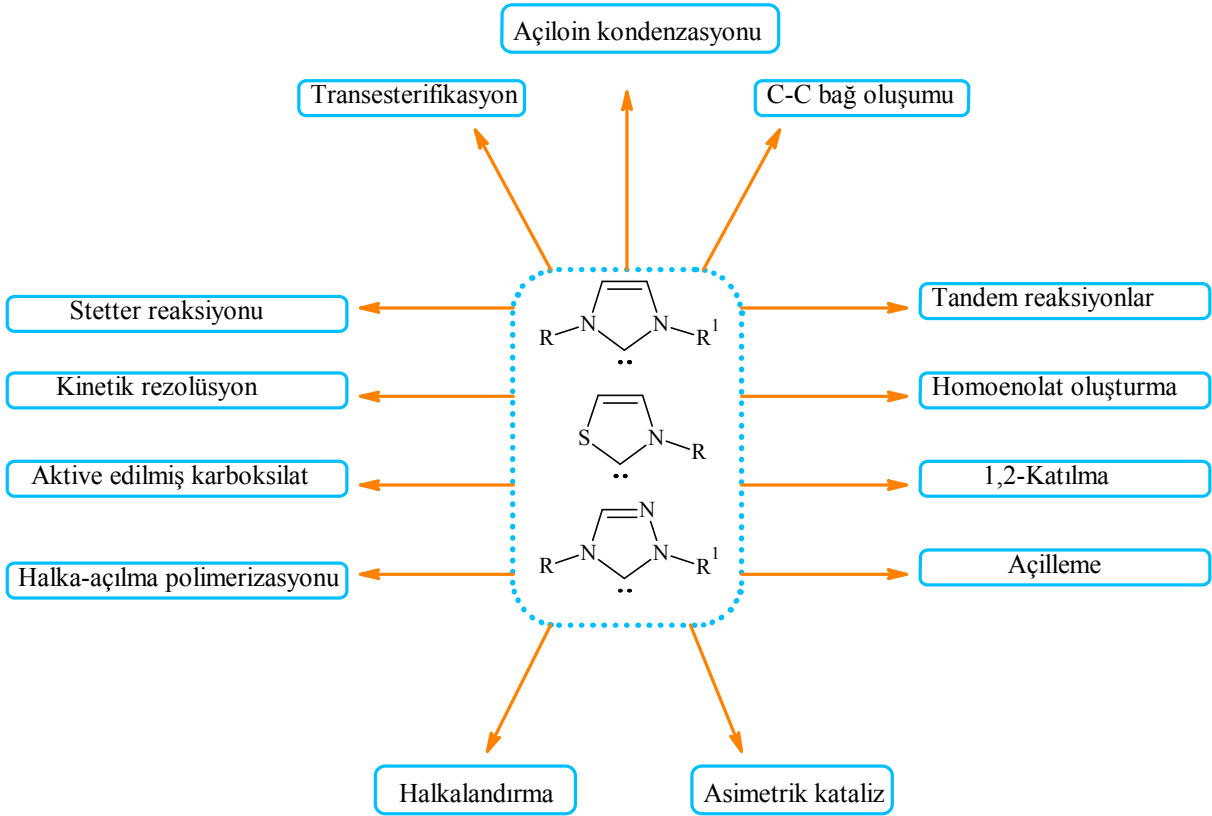 Açiloin kondenzasyonu
Transesterifikasyon
C-C bağ oluşumu
Stetter reaksiyonu
Tandem reaksiyonlar
Kinetik rezolüsyon
Homoenolat oluşturma
Aktive edilmiş karboksilat
1,2-Katılma
Halka-açılma polimerizasyonu
Açilleme
Halkalandırma
Asimetrik kataliz
R N N R¹
S N R
N
R N N R¹